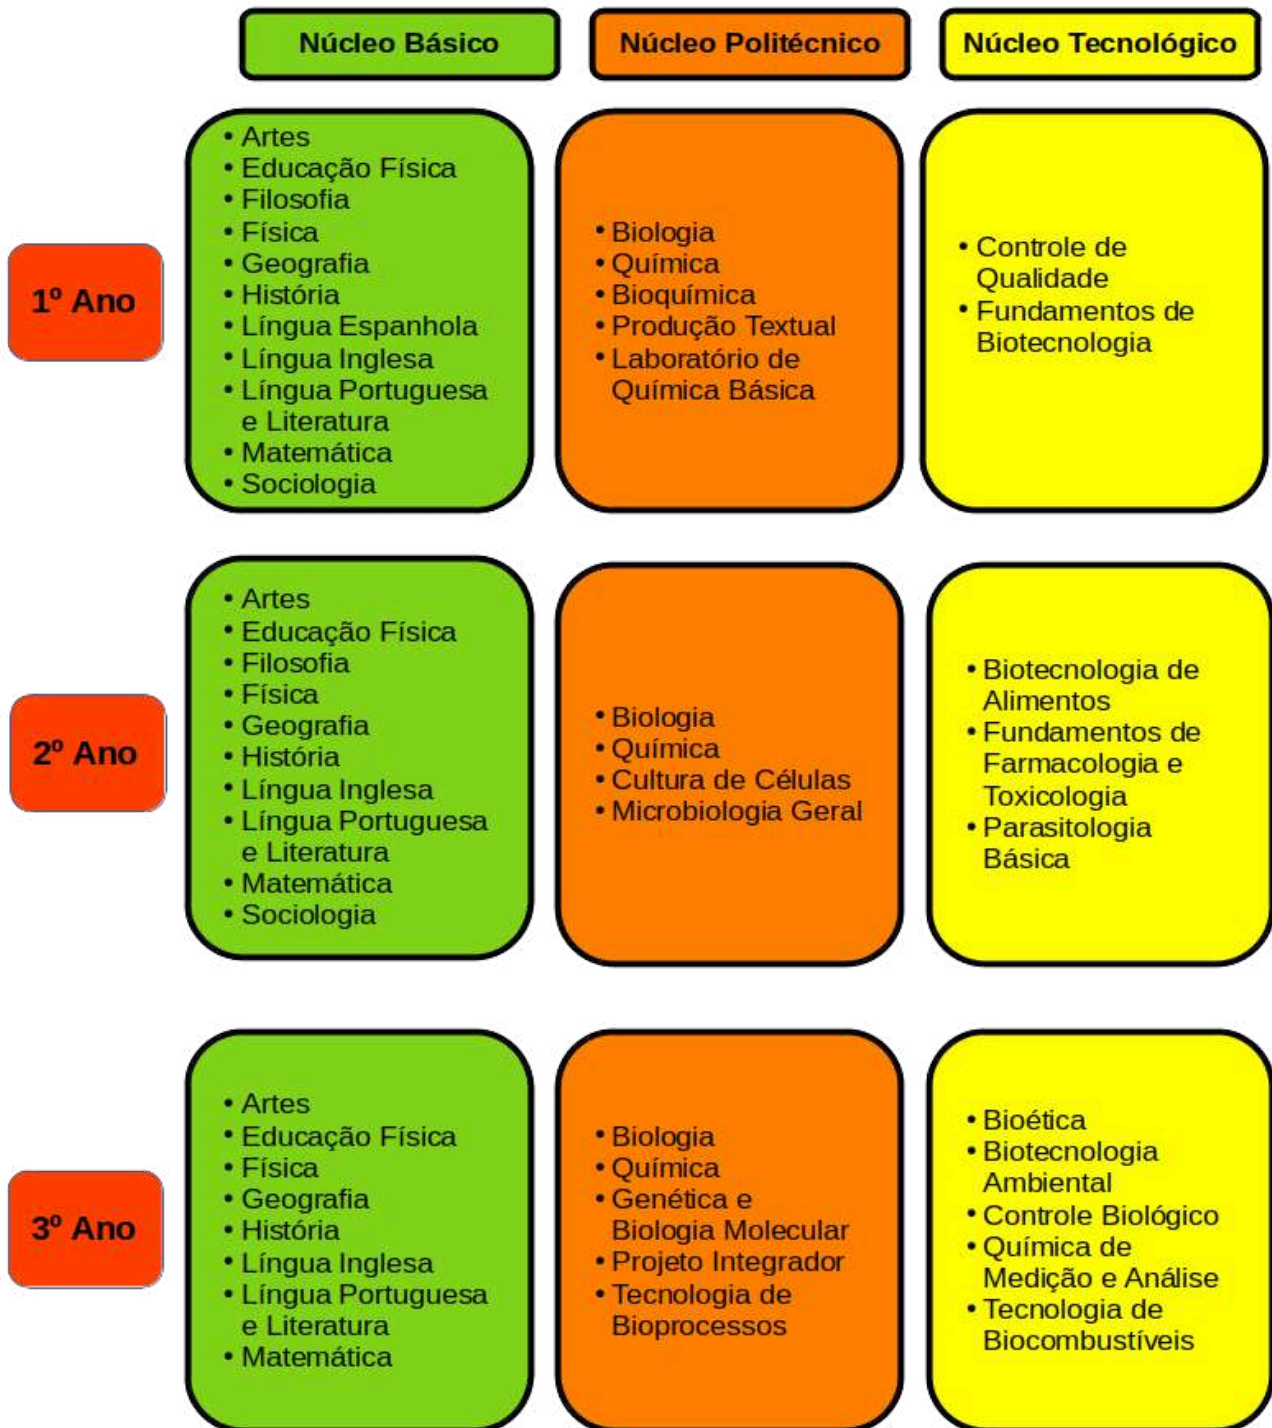 Núcleo Básico
Núcleo Politécnico
Núcleo Tecnológico
1º Ano
• Artes
• Educação Física
• Filosofia
• Física
• Geografia
• História
• Língua Espanhola
• Língua Inglesa
• Língua Portuguesa
e Literatura
• Matemática
• Sociologia
• Biologia
• Química
• Bioquímica
• Produção Textual
• Laboratório de
Química Básica
• Controle de
Qualidade
• Fundamentos de
Biotecnologia
2º Ano
• Artes
• Educação Física
• Filosofia
• Física
• Geografia
• História
• Língua Inglesa
• Língua Portuguesa
e Literatura
• Matemática
• Sociologia
• Biologia
• Química
• Cultura de Células
• Microbiologia Geral
• Biotecnologia de
Alimentos
• Fundamentos de
Farmacologia e
Toxicologia
• Parasitologia
Básica
3º Ano
• Artes
• Educação Física
• Física
• Geografia
• História
• Língua Inglesa
• Língua Portuguesa
e Literatura
• Matemática
• Biologia
• Química
• Genética e
Biologia Molecular
• Projeto Integrador
• Tecnologia de
Bioprocessos
• Bioética
• Biotecnologia
Ambiental
• Controle Biológico
• Química de
Medição e Análise
• Tecnologia de
Biocombustíveis